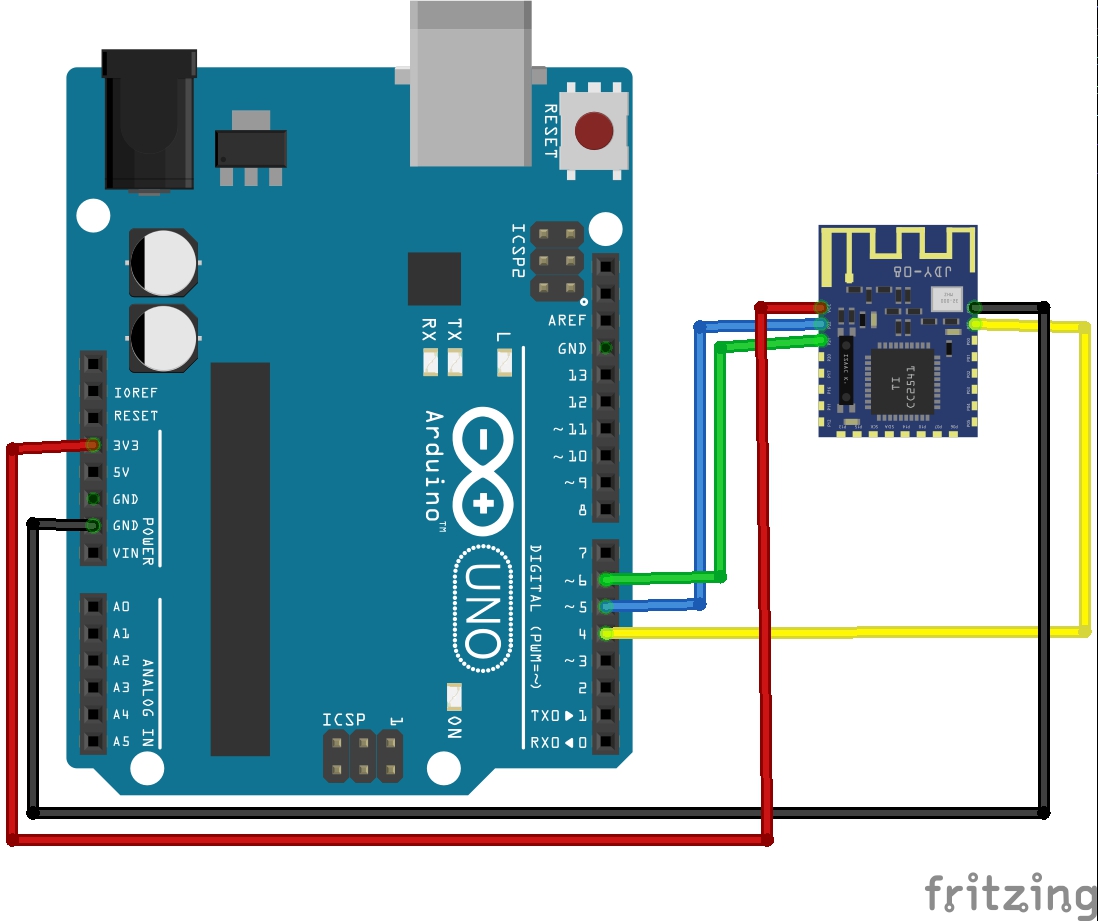 RESET
ICSP2
AREF
GND
13
12
~11
~10
~9
8
7
~6
~5
4
~3
2
TX0▶1
RX0◀0
DIGITAL (PWM=~)
RX
TX
L
Arduino™
UNO
IOREF
RESET
3V3
5V
GND
GND
VIN
POWER
A0
A1
A2
A3
A4
A5
ANALOG IN
ICSP
1
ON
JDY-08
ISAAC K.
TI
CC2541
fritzing